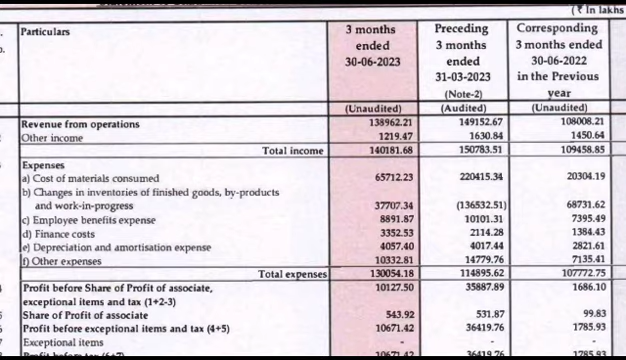 (₹ In lakhs
Particulars 3 months ended 30-06-2023 Preceding 3 months ended 31-03-2023 (Note-2) Corresponding 3 months ended 30-06-2022 in the Previous year
(Unaudited) (Audited) (Unaudited)
Revenue from operations 138962.21 149152.67 108008.21
Other income 1219.47 1630.84 1450.64
Total income 140181.68 150783.51 109458.85
Expenses
a) Cost of materials consumed 65712.23 220415.34 20304.19
b) Changes in inventories of finished goods, by-products
and work-in-progress 37707.34 (136532.51) 68731.62
c) Employee benefits expense 8891.87 10101.31 7395.49
d) Finance costs 3352.53 2114.28 1384.43
e) Depreciation and amortisation expense 4057.40 4017.44 2821.61
f) Other expenses 10332.81 14779.76 7135.41
Total expenses 130054.18 114895.62 107772.75
Profit before Share of Profit of associate, 10127.50 35887.89 1686.10
exceptional items and tax (1+2-3)
Share of Profit of associate 543.92 531.87 99.83
Profit before exceptional items and tax (4+5) 10671.42 36419.76 1785.93
Exceptional items - - -
10671.42 36419.76 1785.93